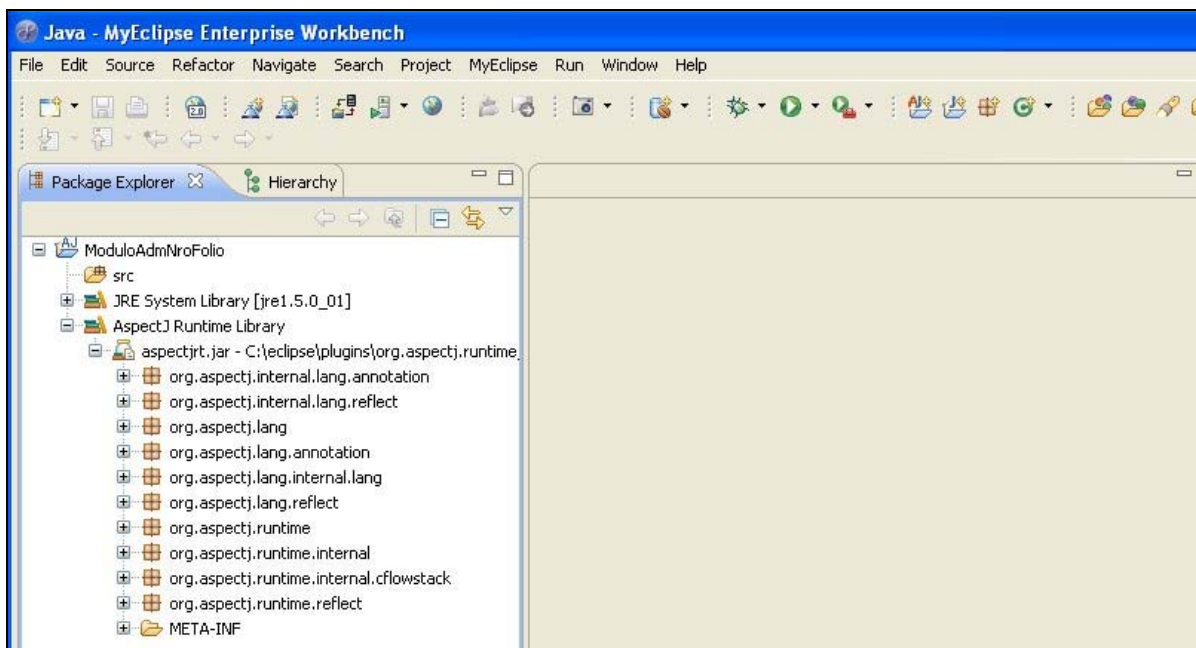 Java - MyEclipse Enterprise Workbench
File Edit Source Refactor Navigate Search Project MyEclipse Run Window Help
Package Explorer Hierarchy
ModuloAdmNroFolio
src
JRE System Library [jre1.5.0_01]
AspectJ Runtime Library
aspectjrt.jar - C:\eclipse\plugins\org.aspectj.runtime_
org.aspectj.internal.lang.annotation
org.aspectj.internal.lang.reflect
org.aspectj.lang
org.aspectj.lang.annotation
org.aspectj.lang.internal.lang
org.aspectj.lang.reflect
org.aspectj.runtime
org.aspectj.runtime.internal
org.aspectj.runtime.internal.cflowstack
org.aspectj.runtime.reflect
META-INF